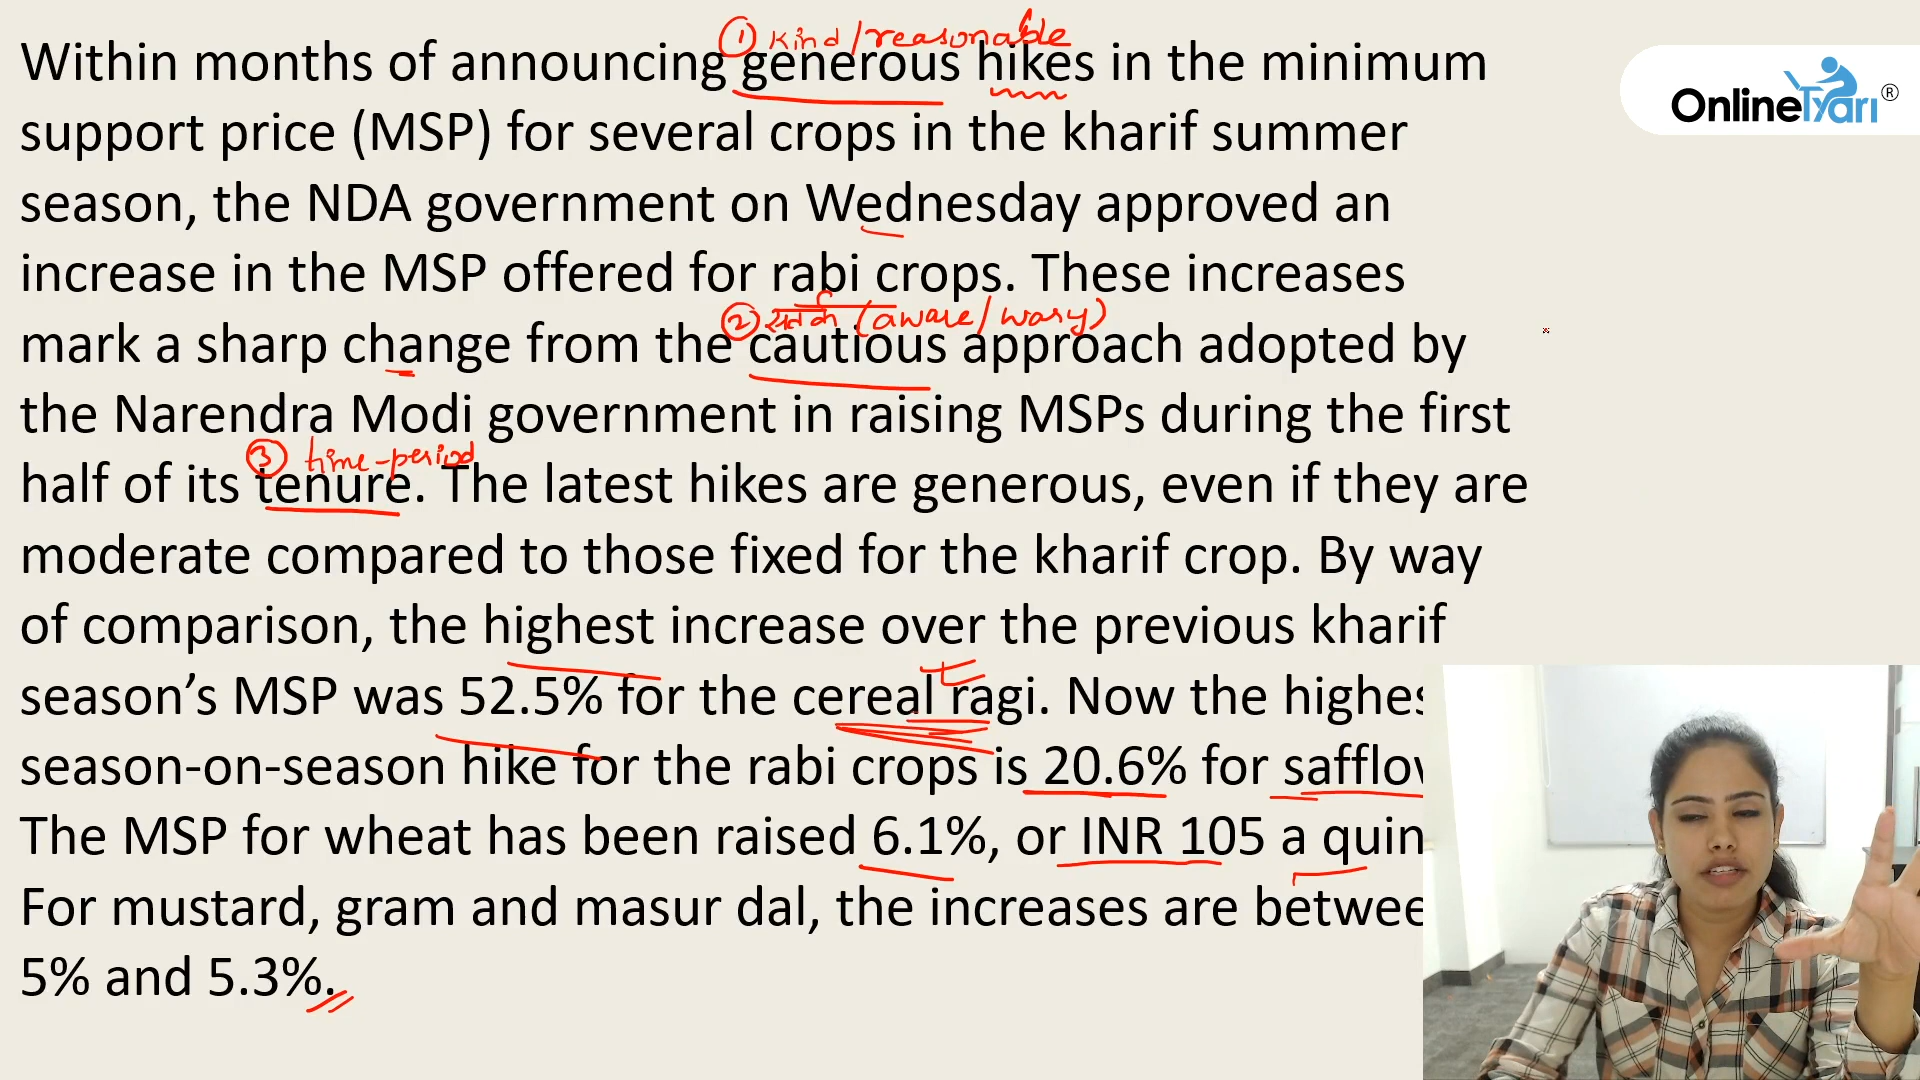 ① Kind/reasonable
Within months of announcing generous hikes in the minimum
support price (MSP) for several crops in the kharif summer
season, the NDA government on Wednesday approved an
increase in the MSP offered for rabi crops. These increases
② सतर्क (aware/wary)
mark a sharp change from the cautious approach adopted by
the Narendra Modi government in raising MSPs during the first
③ time-period
half of its tenure. The latest hikes are generous, even if they are
moderate compared to those fixed for the kharif crop. By way
of comparison, the highest increase over the previous kharif
season’s MSP was 52.5% for the cereal ragi. Now the highes
season-on-season hike for the rabi crops is 20.6% for safflow
The MSP for wheat has been raised 6.1%, or INR 105 a quin
For mustard, gram and masur dal, the increases are betwee
5% and 5.3%.
OnlineTyari®